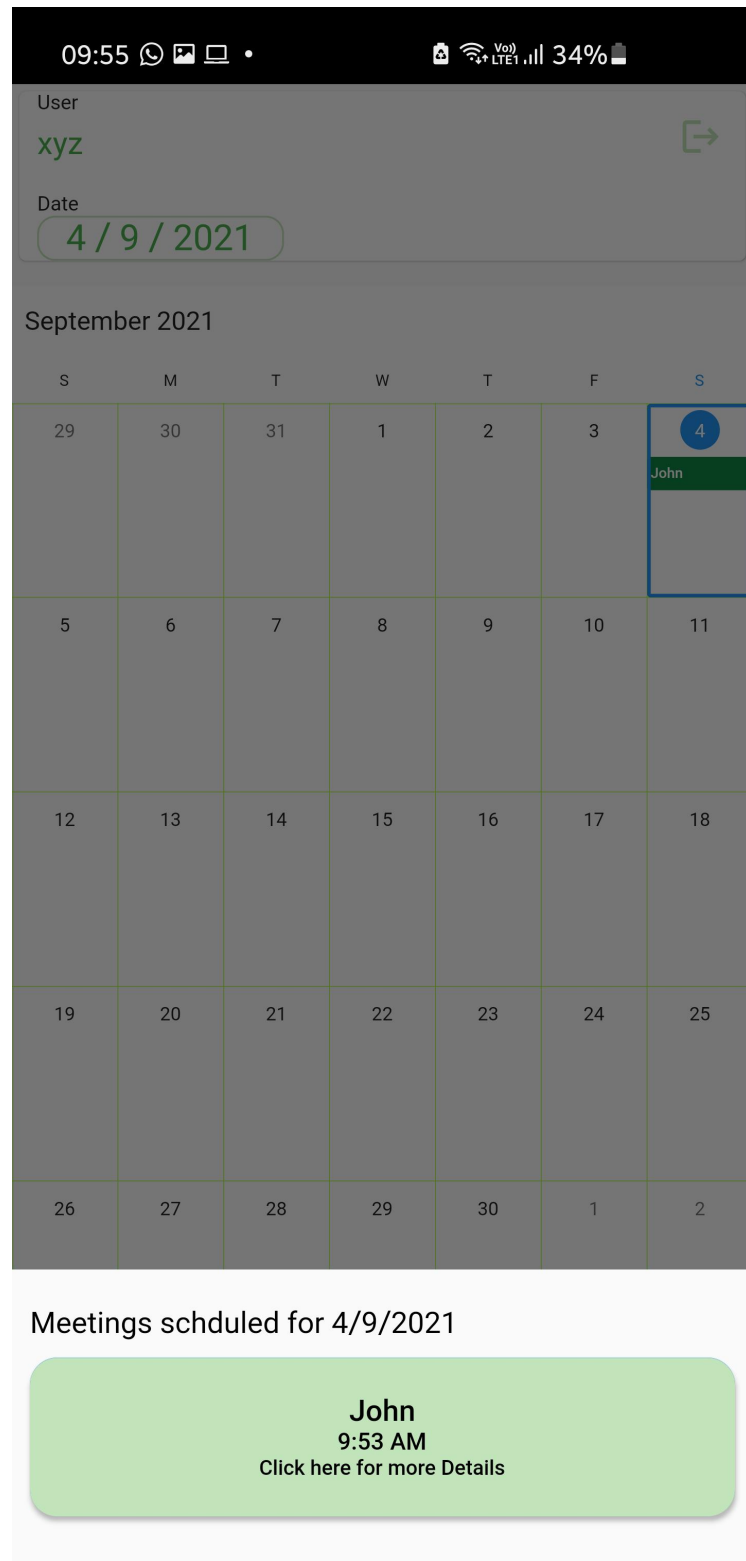 09:55 Vo)) LTE1 34%
User
xyz
Date
4 / 9 / 2021
September 2021
S M T W T F S
29 30 31 1 2 3 4
John
5 6 7 8 9 10 11
12 13 14 15 16 17 18
19 20 21 22 23 24 25
26 27 28 29 30 1 2
Meetings schduled for 4/9/2021
John
9:53 AM
Click here for more Details